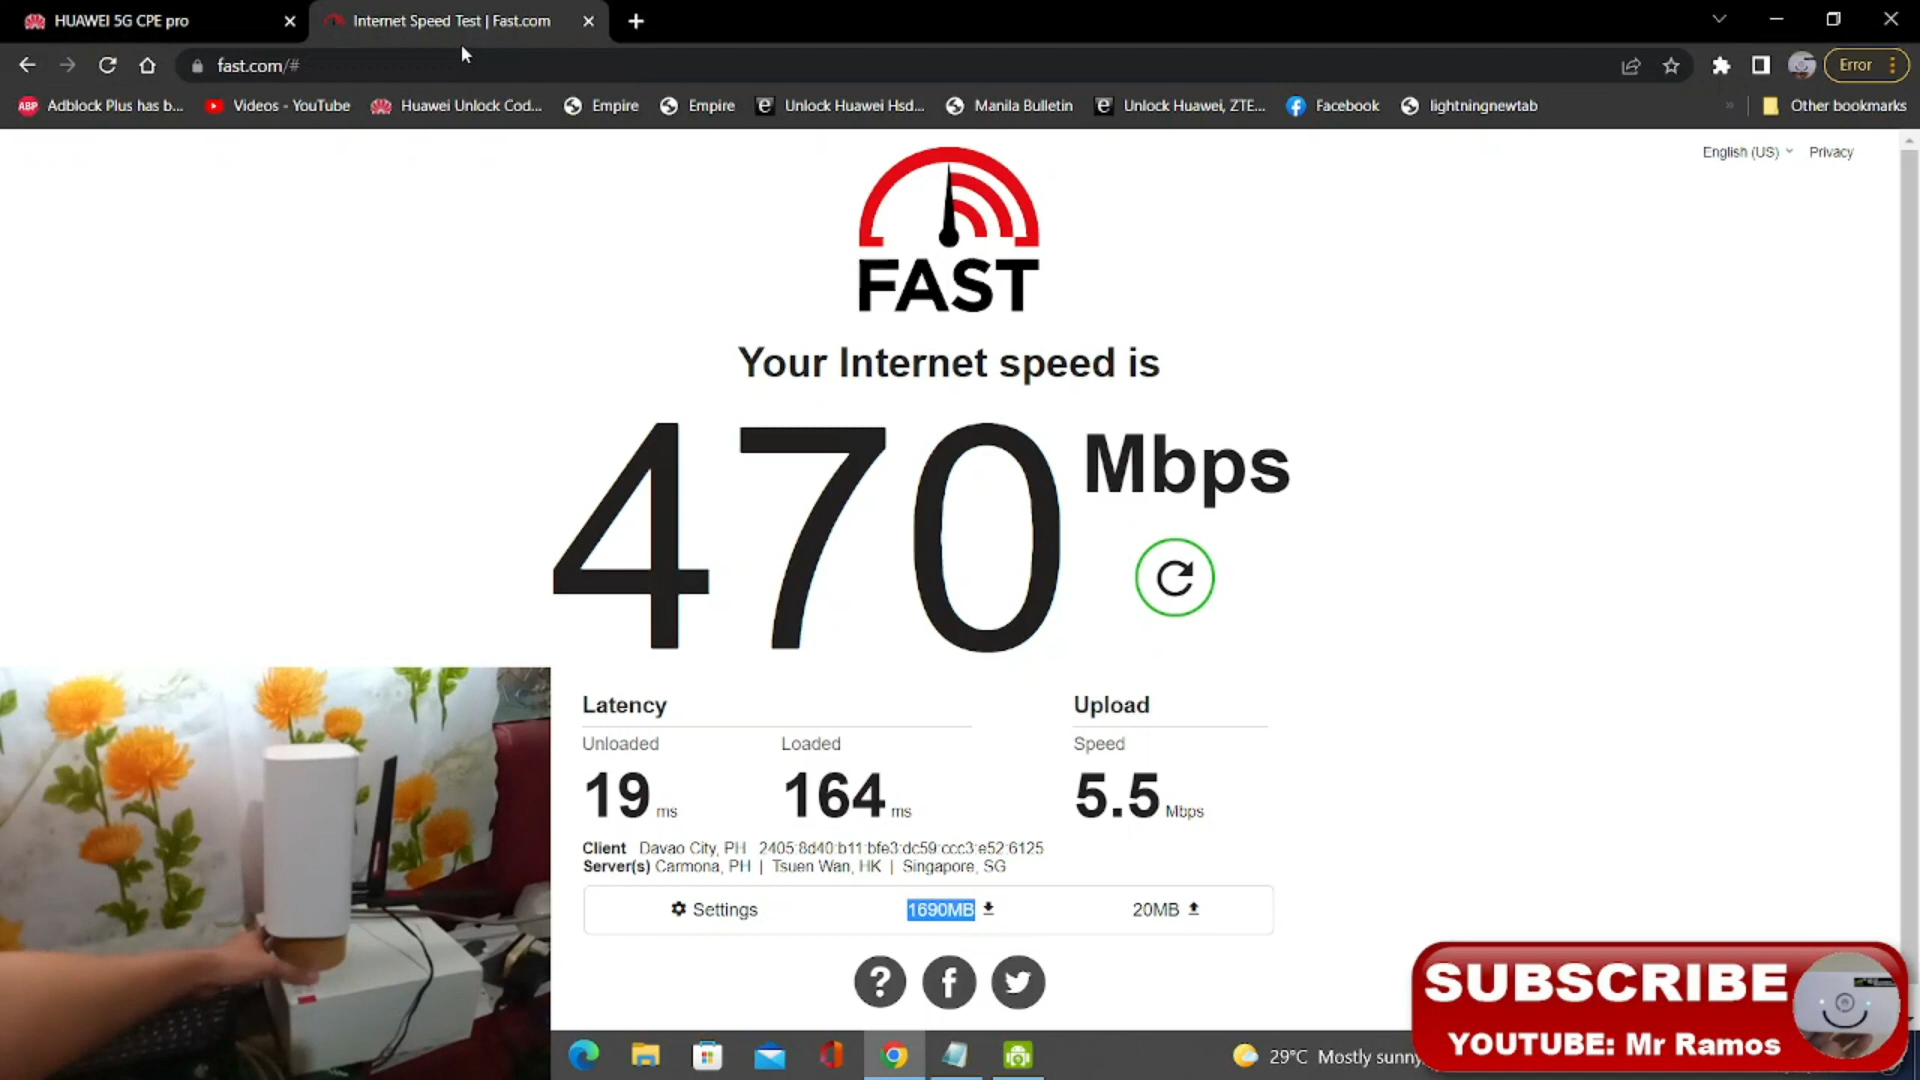 HUAWEI 5G CPE pro
Internet Speed Test | Fast.com
fast.com/#
Error
ABP Adblock Plus has b...
Videos - YouTube
Huawei Unlock Cod...
Empire
Empire
Unlock Huawei Hsd...
Manila Bulletin
Unlock Huawei, ZTE...
Facebook
lightningnewtab
»
Other bookmarks
English (US)
Privacy
FAST
Your Internet speed is
470 Mbps
Latency
Upload
Unloaded
Loaded
Speed
19 ms
164 ms
5.5 Mbps
Client Davao City, PH 2405:8d40:b11:bfe3:dc59:ccc3:e52:6125
Server(s) Carmona, PH | Tsuen Wan, HK | Singapore, SG
Settings
1690MB
20MB
?
f
29°C Mostly sunny
SUBSCRIBE
YOUTUBE: Mr Ramos